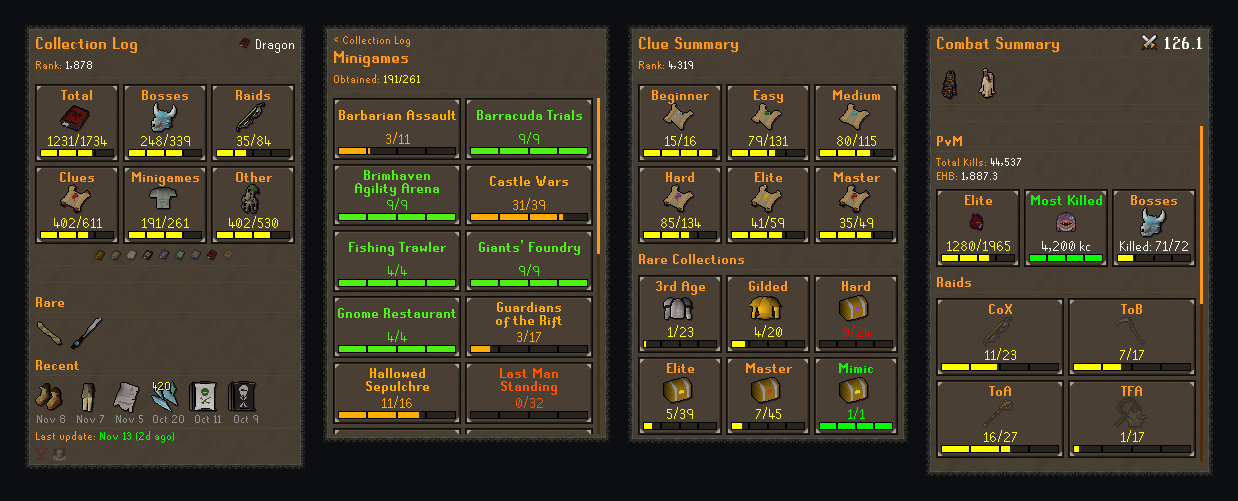 Collection Log
Dragon
Rank: 1,878
Total
Bosses
Raids
1231/1734
248/339
35/84
Clues
Minigames
Other
402/611
191/261
402/530
Rare
Recent
420
Nov 8
Nov 7
Nov 5
Oct 20
Oct 11
Oct 9
Last update: Nov 13 (2d ago)
< Collection Log
Minigames
Obtained: 191/261
Barbarian Assault
3/11
Barracuda Trials
9/9
Brimhaven
Agility Arena
9/9
Castle Wars
31/39
Fishing Trawler
4/4
Giants' Foundry
9/9
Gnome Restaurant
4/4
Guardians
of the Rift
3/17
Hallowed
Sepulchre
11/16
Last Man
Standing
0/32
Clue Summary
Rank: 4,319
Beginner
Easy
Medium
15/16
79/131
80/115
Hard
Elite
Master
85/134
41/59
35/49
Rare Collections
3rd Age
Gilded
Hard
1/23
4/20
Elite
Master
Mimic
5/39
7/45
1/1
Combat Summary
126.1
PvM
Total Kills: 44,537
EHB: 1,887.3
Elite
Most Killed
Bosses
1280/1965
4,200 kc
Killed: 71/72
Raids
CoX
ToB
11/23
7/17
ToA
TFA
16/27
1/17